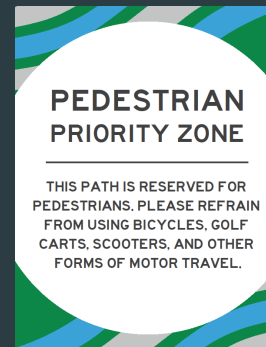 PEDESTRIAN
PRIORITY ZONE
THIS PATH IS RESERVED FOR
PEDESTRIANS. PLEASE REFRAIN
FROM USING BICYCLES, GOLF
CARTS, SCOOTERS, AND OTHER
FORMS OF MOTOR TRAVEL.